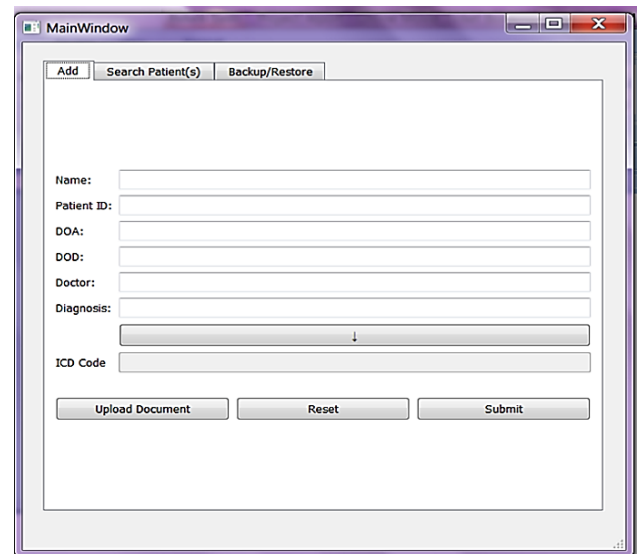 MainWindow
Add Search Patient(s) Backup/Restore
Name:
Patient ID:
DOA:
DOD:
Doctor:
Diagnosis:
↓
ICD Code
Upload Document Reset Submit